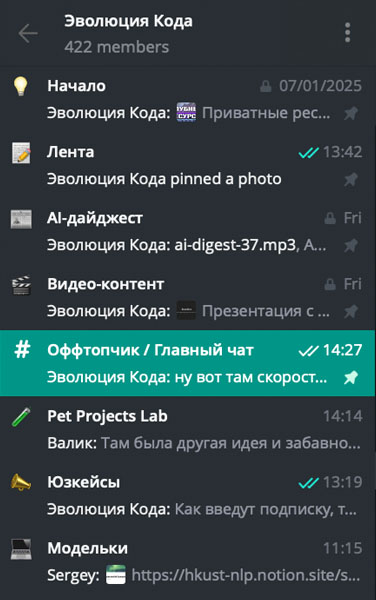 Эволюция Кода
422 members
Начало 07/01/2025
Эволюция Кода: Приватные рес...
Лента 13:42
Эволюция Кода pinned a photo
AI-дайджест Fri
Эволюция Кода: ai-digest-37.mp3, А...
Видео-контент Fri
Эволюция Кода: Презентация с ...
# Оффтопчик / Главный чат 14:27
Эволюция Кода: ну вот там скорост...
Pet Projects Lab 14:14
Валик: Там была другая идея и забавно...
Юзкейсы 13:19
Эволюция Кода: Как введут подписку, т...
Модельки 11:15
Sergey: https://hkust-nlp.notion.site/s...